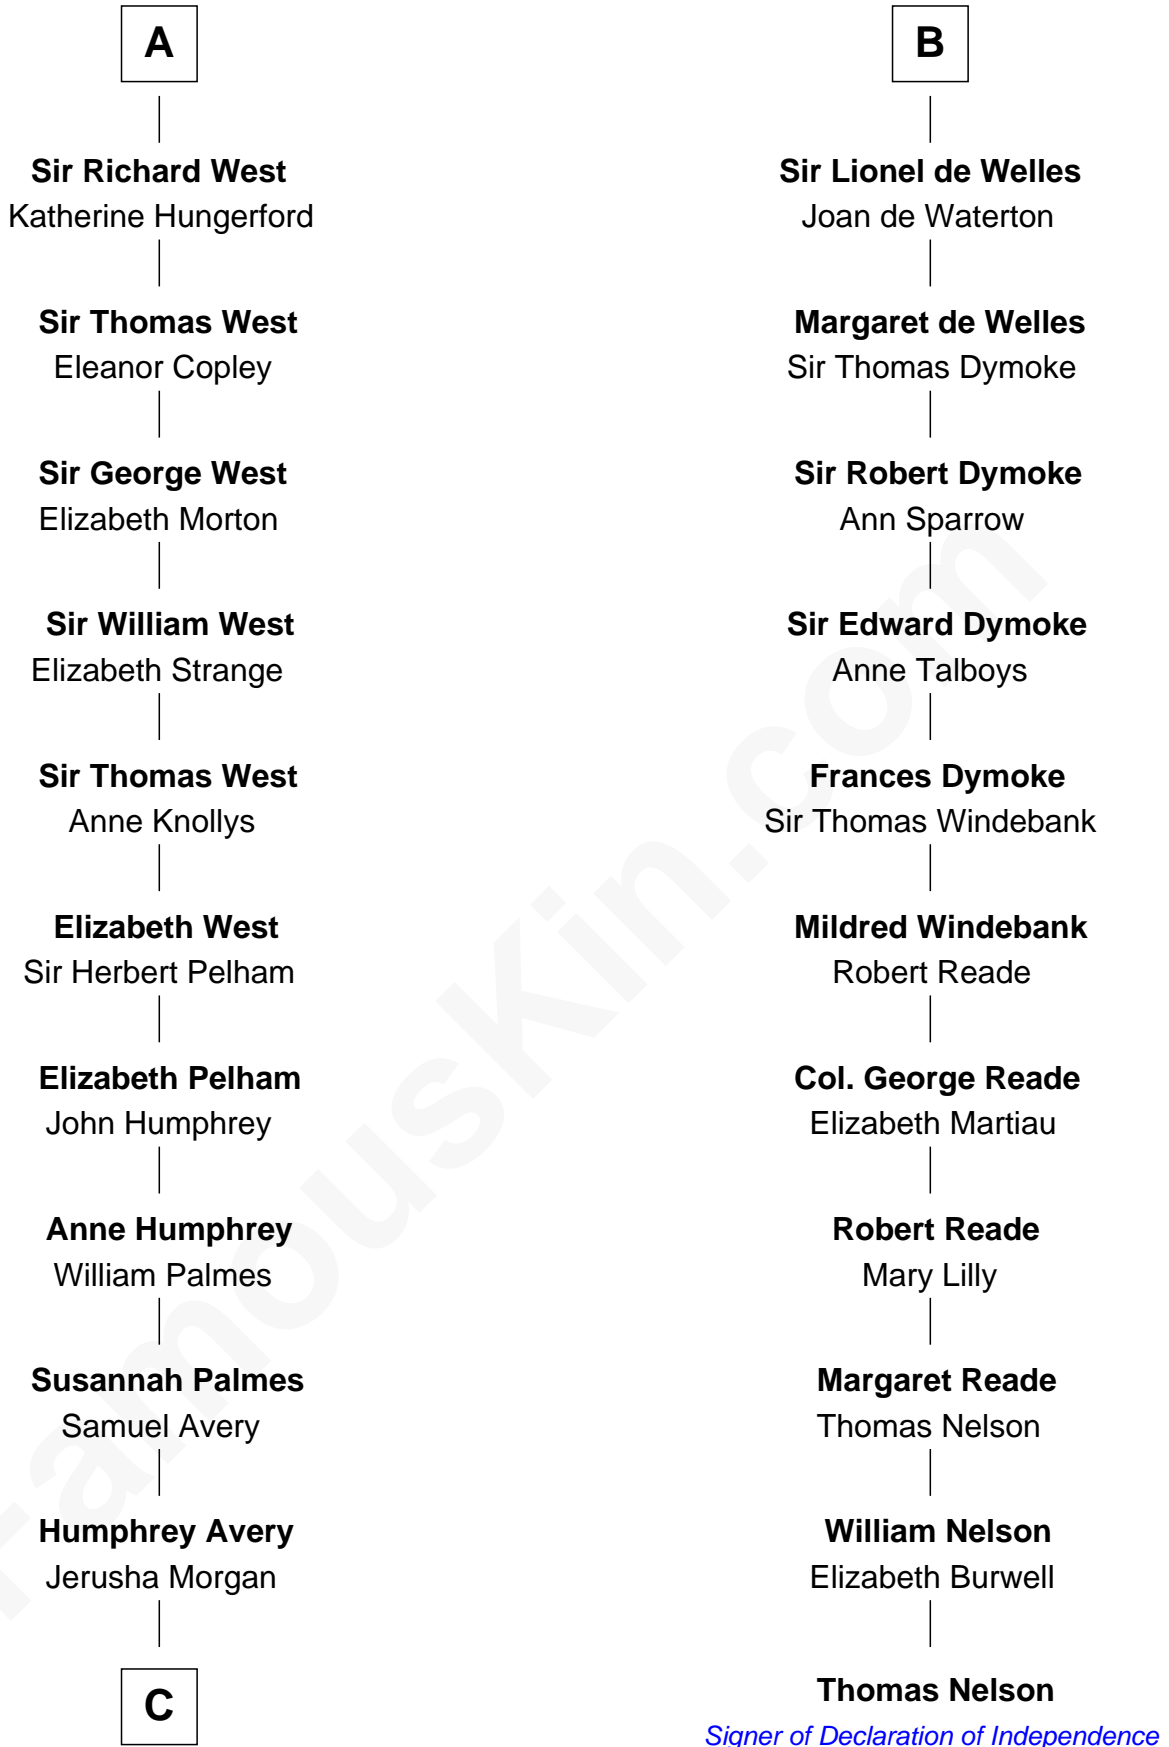 A
Sir Richard West
Katherine Hungerford
Sir Thomas West
Eleanor Copley
Sir George West
Elizabeth Morton
Sir William West
Elizabeth Strange
Sir Thomas West
Anne Knollys
Elizabeth West
Sir Herbert Pelham
Elizabeth Pelham
John Humphrey
Anne Humphrey
William Palmes
Susannah Palmes
Samuel Avery
Humphrey Avery
Jerusha Morgan
C
B
Sir Lionel de Welles
Joan de Waterton
Margaret de Welles
Sir Thomas Dymoke
Sir Robert Dymoke
Ann Sparrow
Sir Edward Dymoke
Anne Talboys
Frances Dymoke
Sir Thomas Windebank
Mildred Windebank
Robert Reade
Col. George Reade
Elizabeth Martiau
Robert Reade
Mary Lilly
Margaret Reade
Thomas Nelson
William Nelson
Elizabeth Burwell
Thomas Nelson
Signer of Declaration of Independence
FamousKin.com